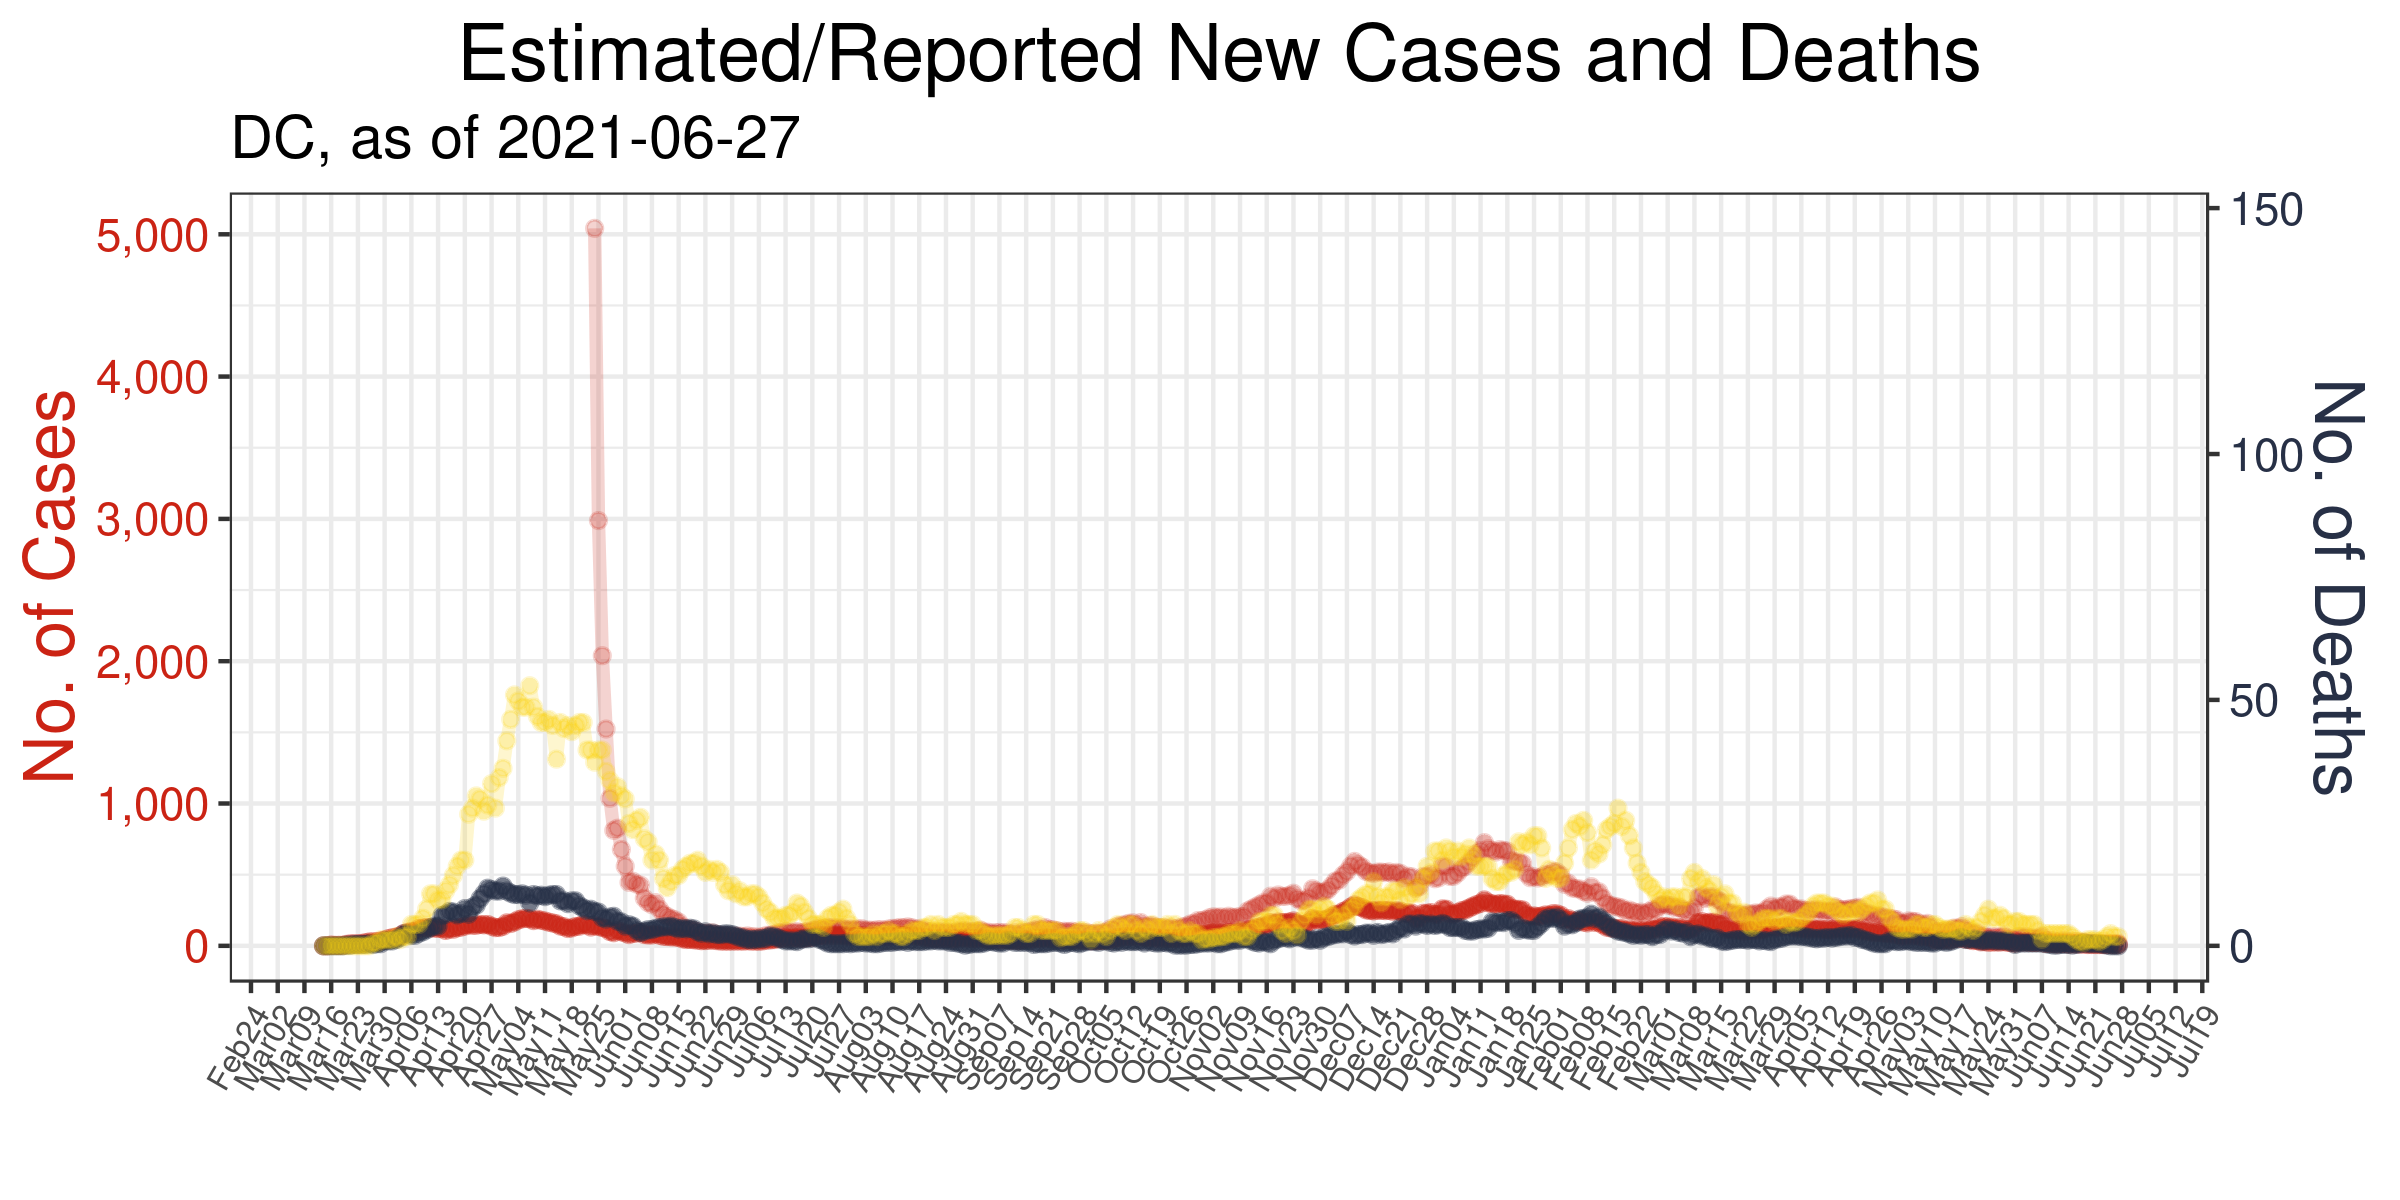 Estimated/Reported New Cases and Deaths
DC, as of 2021-06-27
No. of Cases
5,000
4,000
3,000
2,000
1,000
0
150
100
50
0
No. of Deaths
Feb24
Mar02
Mar09
Mar16
Mar23
Mar30
Apr06
Apr13
Apr20
Apr27
May04
May11
May18
May25
Jun01
Jun08
Jun15
Jun22
Jun29
Jul06
Jul13
Jul20
Jul27
Aug03
Aug10
Aug17
Aug24
Aug31
Sep07
Sep14
Sep21
Sep28
Oct05
Oct12
Oct19
Oct26
Nov02
Nov09
Nov16
Nov23
Nov30
Dec07
Dec14
Dec21
Dec28
Jan04
Jan11
Jan18
Jan25
Feb01
Feb08
Feb15
Feb22
Mar01
Mar08
Mar15
Mar22
Mar29
Apr05
Apr12
Apr19
Apr26
May03
May10
May17
May24
May31
Jun07
Jun14
Jun21
Jun28
Jul05
Jul12
Jul19